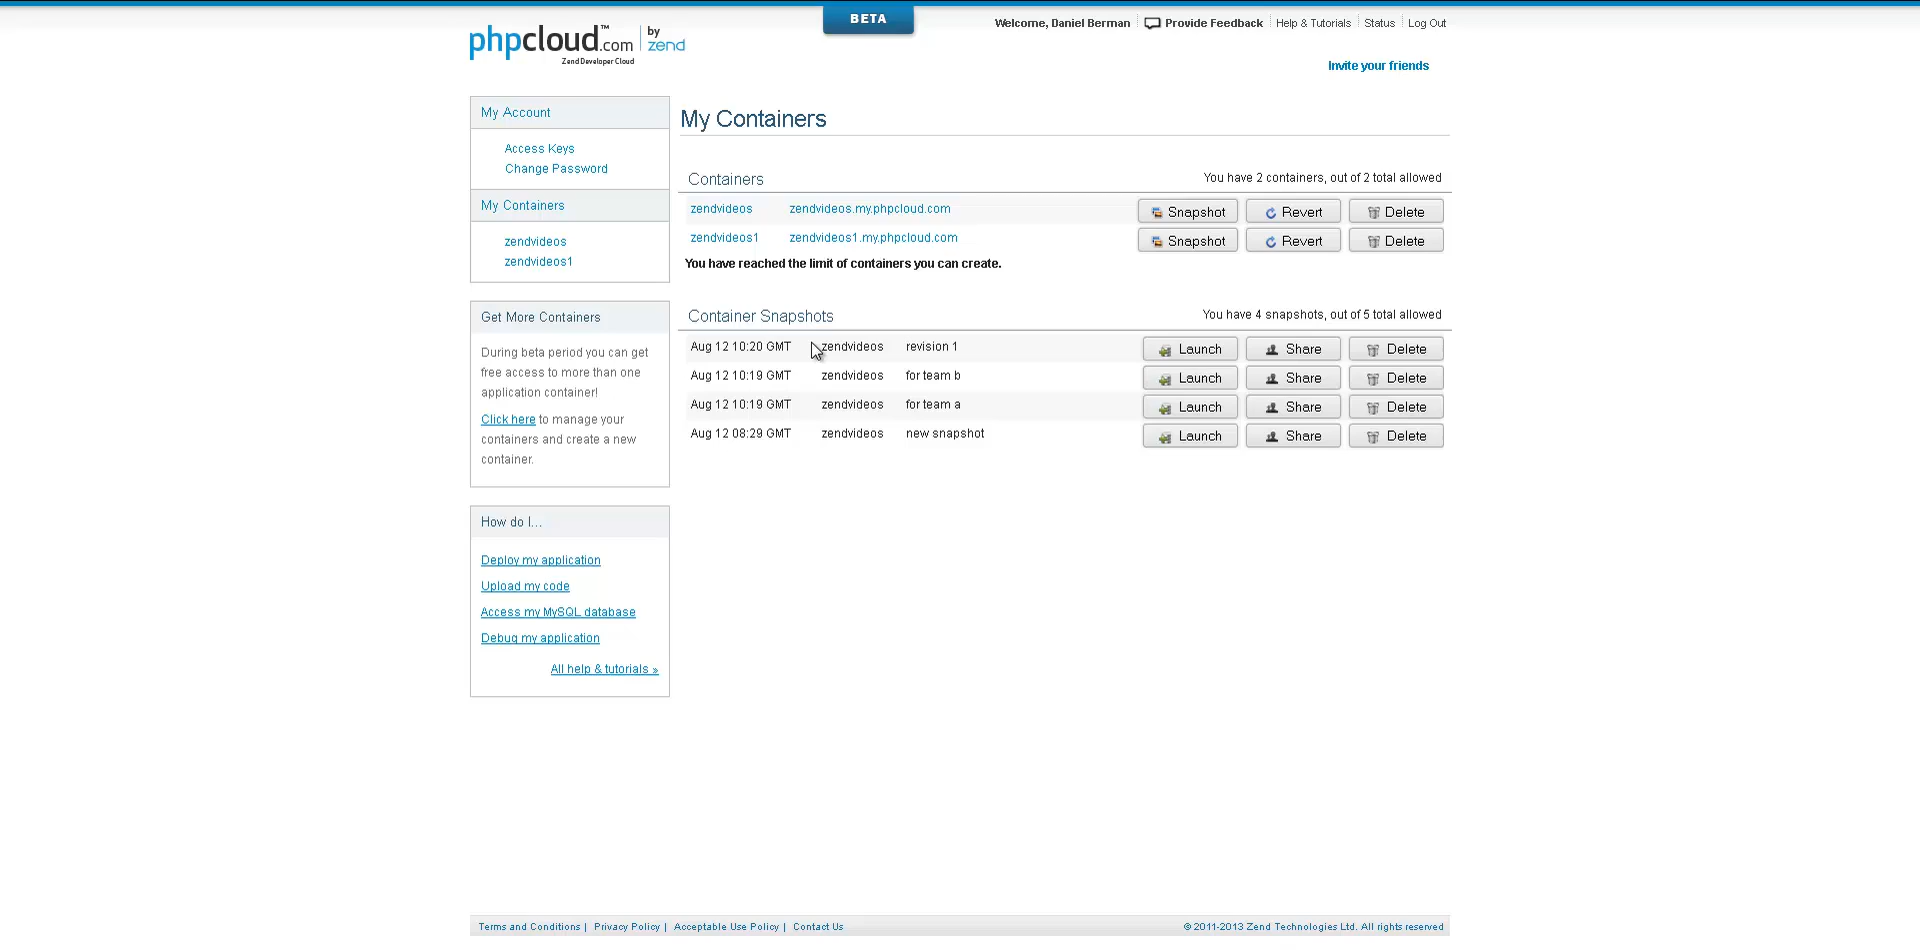 BETA
Welcome, Daniel Berman Provide Feedback Help & Tutorials Status Log Out
phpcloud.com™ by zend
Zend Developer Cloud
Invite your friends
My Account
Access Keys
Change Password
My Containers
zendvideos
zendvideos1
Get More Containers
During beta period you can get
free access to more than one
application container!
Click here to manage your
containers and create a new
container.
How do I...
Deploy my application
Upload my code
Access my MySQL database
Debug my application
All help & tutorials »
My Containers
Containers You have 2 containers, out of 2 total allowed
zendvideos zendvideos.my.phpcloud.com Snapshot Revert Delete
zendvideos1 zendvideos1.my.phpcloud.com Snapshot Revert Delete
You have reached the limit of containers you can create.
Container Snapshots You have 4 snapshots, out of 5 total allowed
Aug 12 10:20 GMT zendvideos revision 1 Launch Share Delete
Aug 12 10:19 GMT zendvideos for team b Launch Share Delete
Aug 12 10:19 GMT zendvideos for team a Launch Share Delete
Aug 12 08:29 GMT zendvideos new snapshot Launch Share Delete
Terms and Conditions | Privacy Policy | Acceptable Use Policy | Contact Us © 2011-2013 Zend Technologies Ltd. All rights reserved